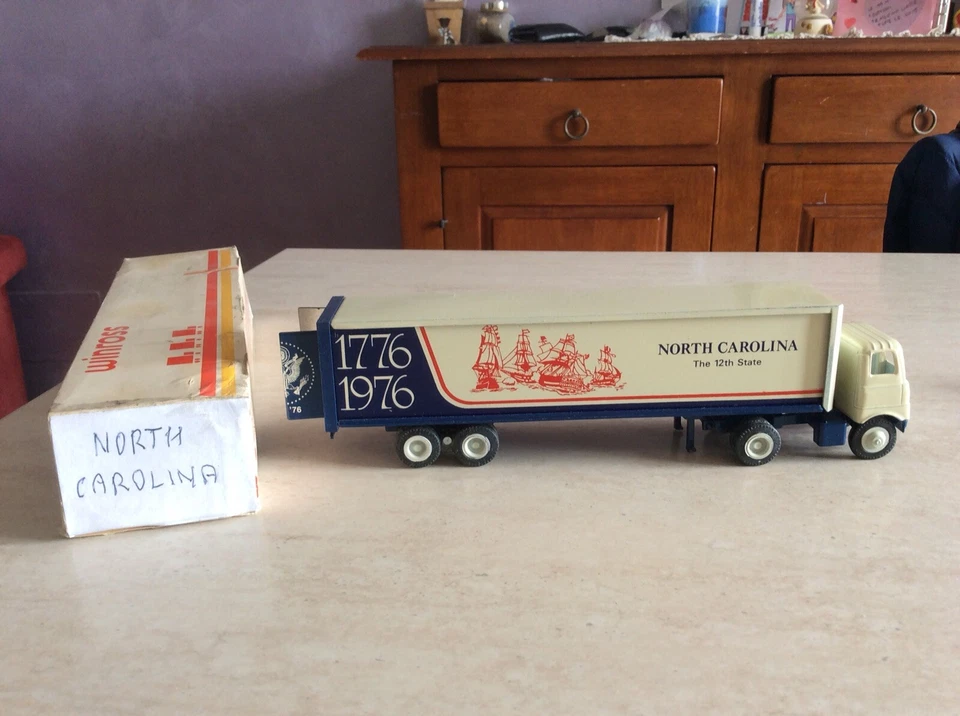 winross
NORTH
CAROLINA
'76
1776
1976
NORTH CAROLINA
The 12th State